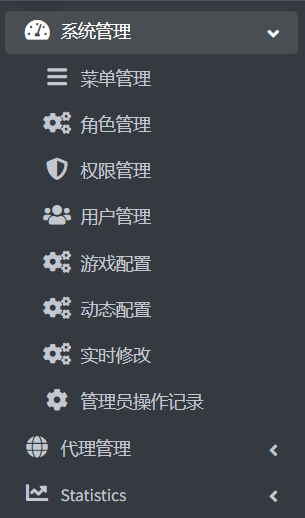 系统管理
菜单管理
角色管理
权限管理
用户管理
游戏配置
动态配置
实时修改
管理员操作记录
代理管理
Statistics